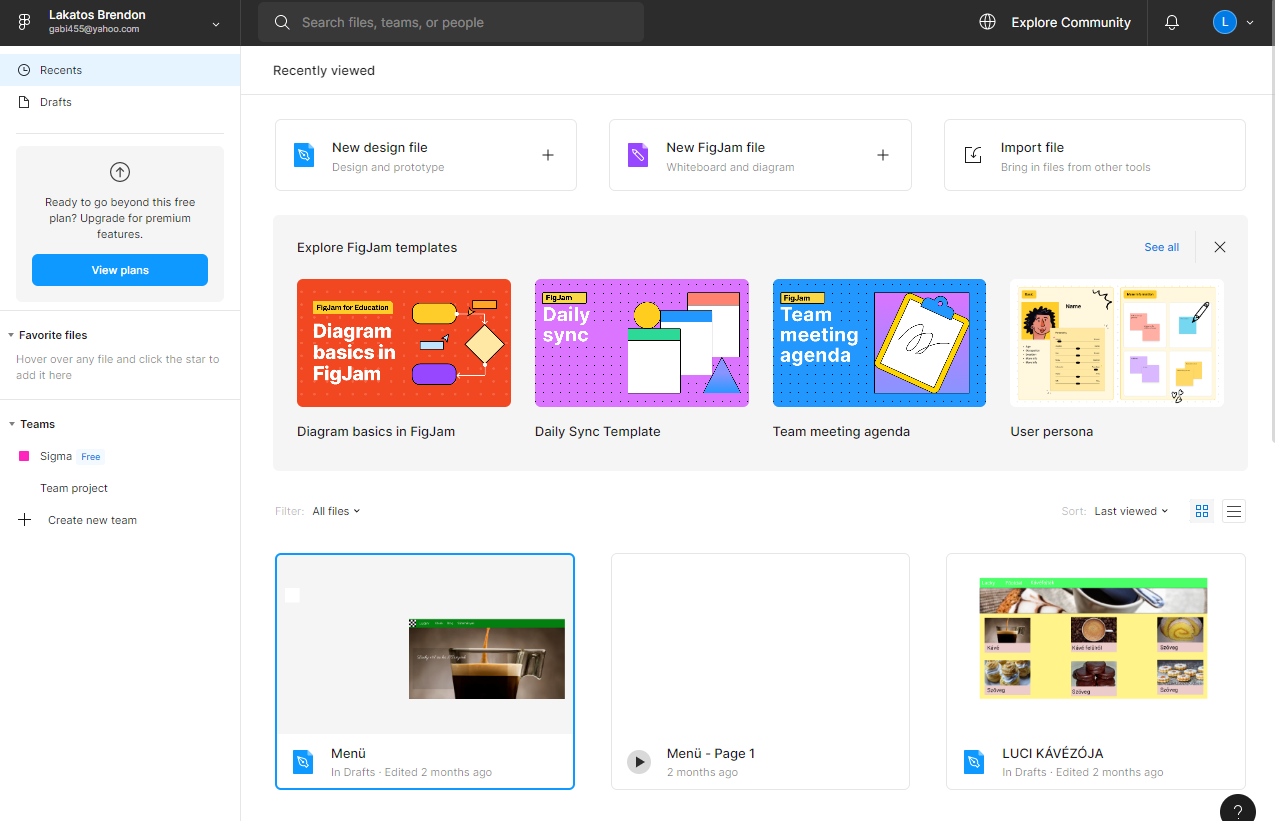 Lakatos Brendon
gabi455@yahoo.com
Search files, teams, or people
Explore Community
L
Recents
Drafts
Ready to go beyond this free
plan? Upgrade for premium
features.
View plans
Favorite files
Hover over any file and click the star to
add it here
Teams
Sigma Free
Team project
Create new team
Recently viewed
New design file
Design and prototype
New FigJam file
Whiteboard and diagram
Import file
Bring in files from other tools
Explore FigJam templates
See all
FigJam for Education
Diagram
basics in
FigJam
FigJam
Daily
sync
FigJam
Team
meeting
agenda
Name
Diagram basics in FigJam
Daily Sync Template
Team meeting agenda
User persona
Filter: All files
Sort: Last viewed
Kávé
Kávé felülről
Szöveg
Szöveg
Szöveg
Szöveg
Menü
In Drafts · Edited 2 months ago
Menü - Page 1
2 months ago
LUCI KÁVÉZÓJA
In Drafts · Edited 2 months ago
?